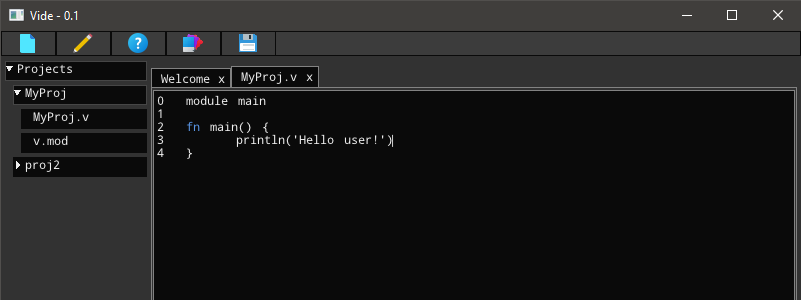 Vide - 0.1
?
Projects
MyProj
MyProj.v
v.mod
proj2
Welcome x
MyProj.v x
0 module main
1
2 fn main() {
3 println('Hello user!')
4 }